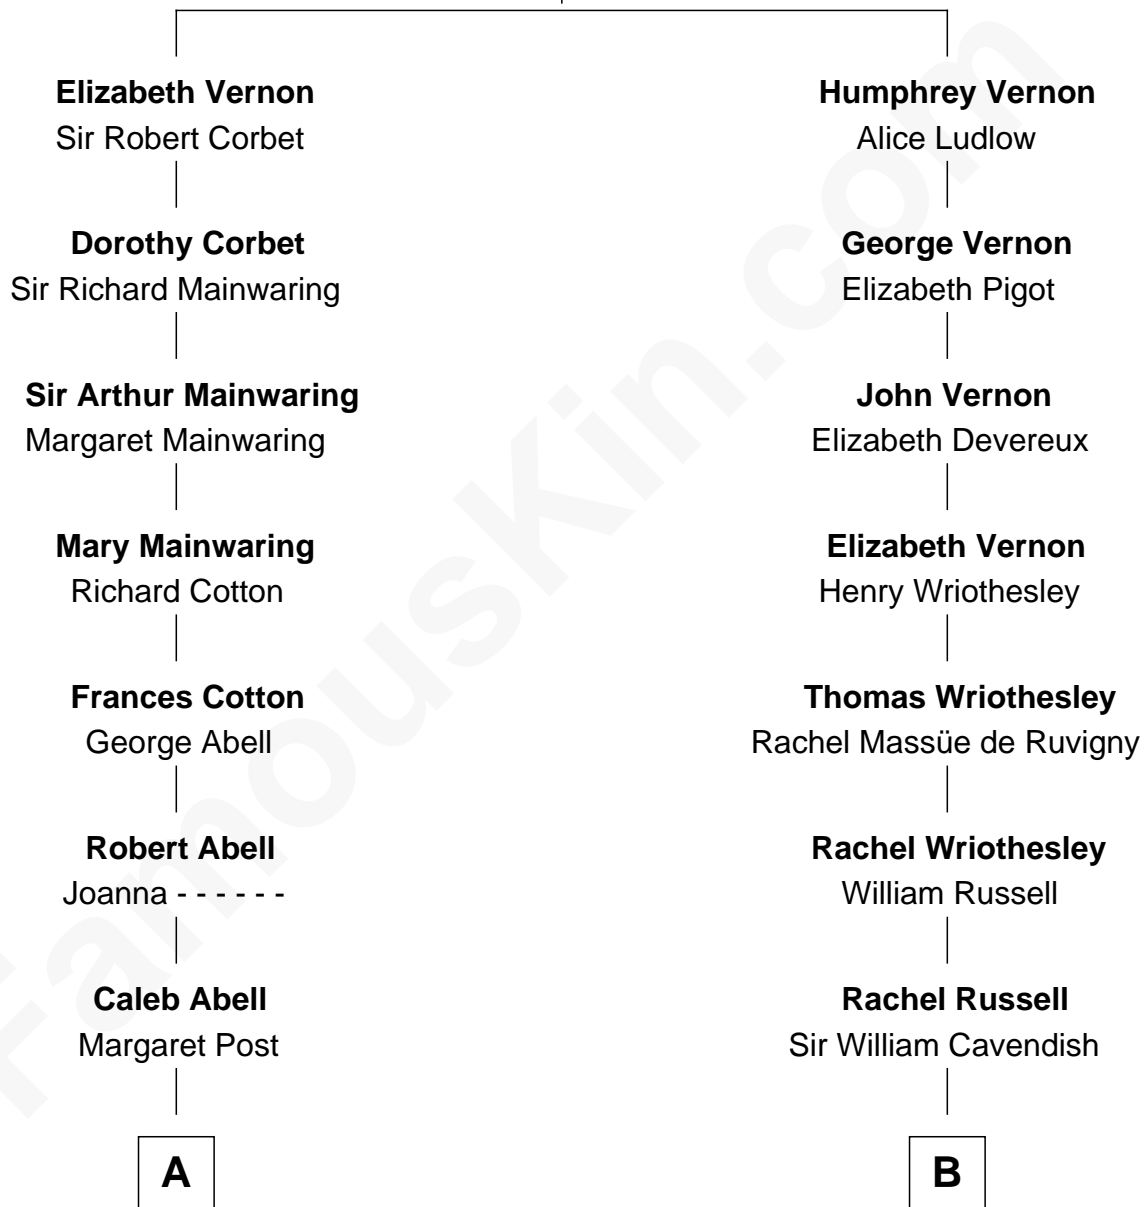 Elizabeth Vernon
Sir Robert Corbet
Dorothy Corbet
Sir Richard Mainwaring
Sir Arthur Mainwaring
Margaret Mainwaring
Mary Mainwaring
Richard Cotton
Frances Cotton
George Abell
Robert Abell
Joanna - - - - - -
Caleb Abell
Margaret Post
A
Humphrey Vernon
Alice Ludlow
George Vernon
Elizabeth Pigot
John Vernon
Elizabeth Devereux
Elizabeth Vernon
Henry Wriothesley
Thomas Wriothesley
Rachel Massüe de Ruvigny
Rachel Wriothesley
William Russell
Rachel Russell
Sir William Cavendish
B
FamousKin.com